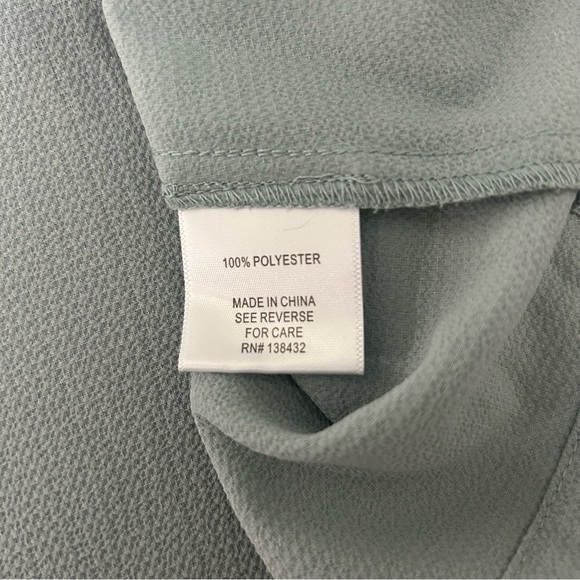 100% POLYESTER
MADE IN CHINA
SEE REVERSE
FOR CARE
RN# 138432